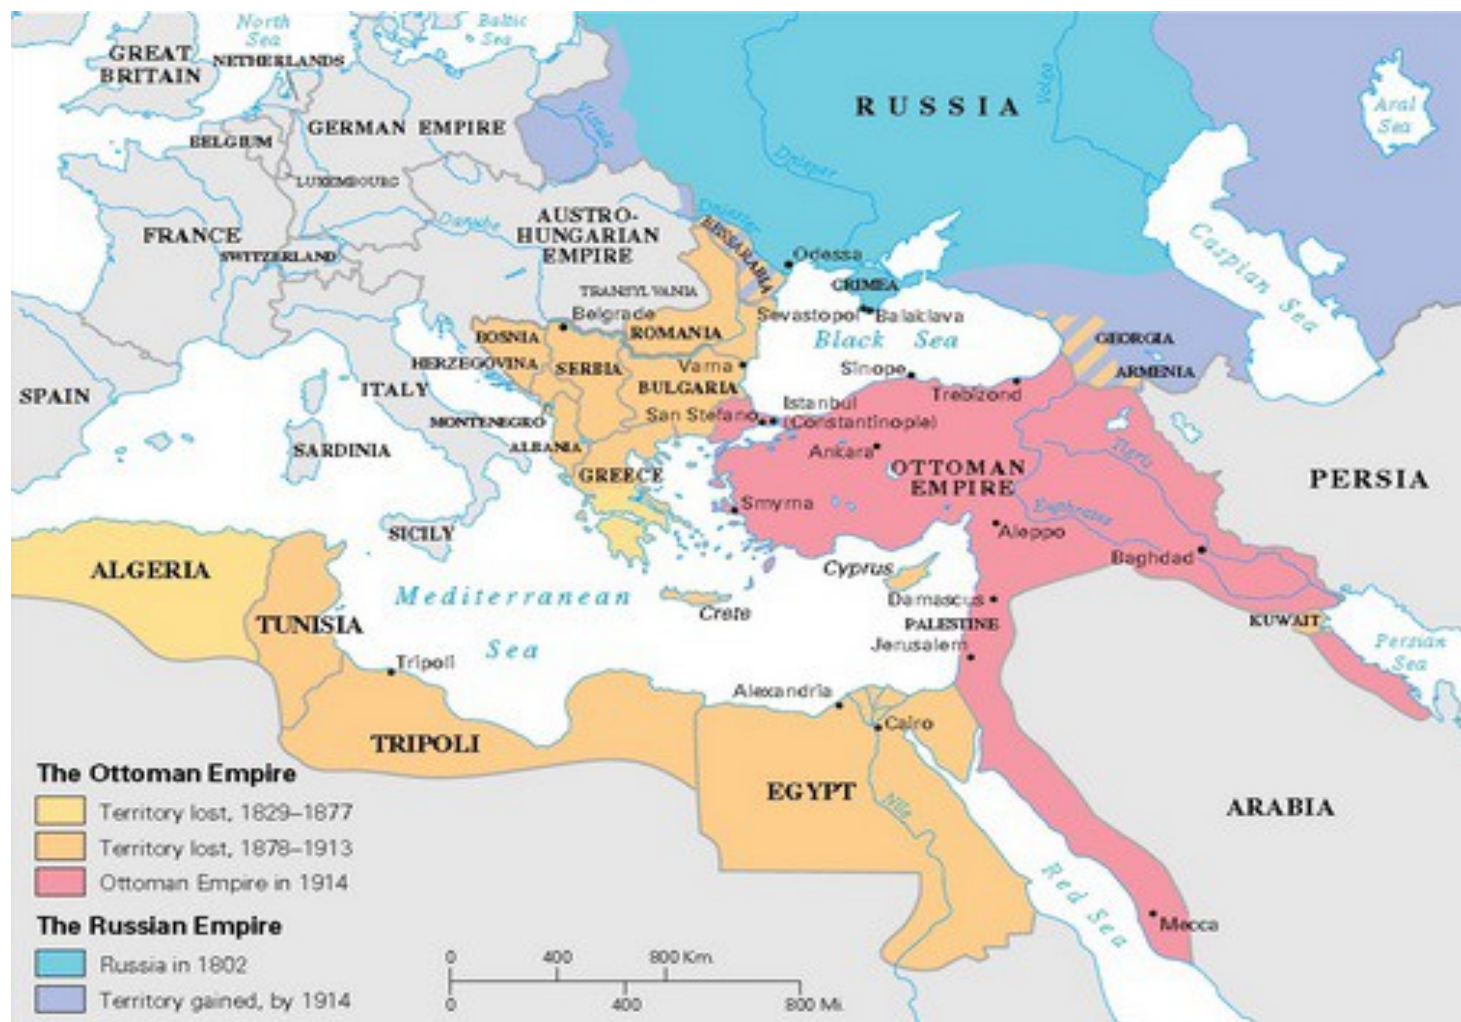 North
Sea
Baltic
Sea
GREAT
BRITAIN
NETHERLANDS
Vistula
RUSSIA
Volga
Aral
Sea
GERMAN EMPIRE
BELGIUM
LUXEMBOURG
Dnieper
Danube
AUSTRO-
HUNGARIAN
EMPIRE
Dniester
BESSARABIA
FRANCE
SWITZERLAND
Odessa
Caspian Sea
TRANSYLVANIA
CRIMEA
Belgrade
Sevastopol
Balaklava
BOSNIA
ROMANIA
Black Sea
GEORGIA
HERZEGOVINA
SERBIA
Varna
Sinope
ARMENIA
SPAIN
ITALY
BULGARIA
Trebizond
MONTENEGRO
San Stefano
Istanbul
(Constantinople)
SARDINIA
ALBANIA
Ankara
Tigris
GREECE
OTTOMAN
EMPIRE
PERSIA
Smyrna
Euphrates
SICILY
Aleppo
Baghdad
ALGERIA
Cyprus
Mediterranean
Sea
Crete
Damascus
TUNISIA
PALESTINE
KUWAIT
Jerusalem
Persian
Sea
Tripoli
Alexandria
Cairo
TRIPOLI
EGYPT
Nile
ARABIA
Red Sea
Mecca
The Ottoman Empire
Territory lost, 1829–1877
Territory lost, 1878–1913
Ottoman Empire in 1914
The Russian Empire
Russia in 1802
Territory gained, by 1914
0 400 800 Km.
0 400 800 Mi.